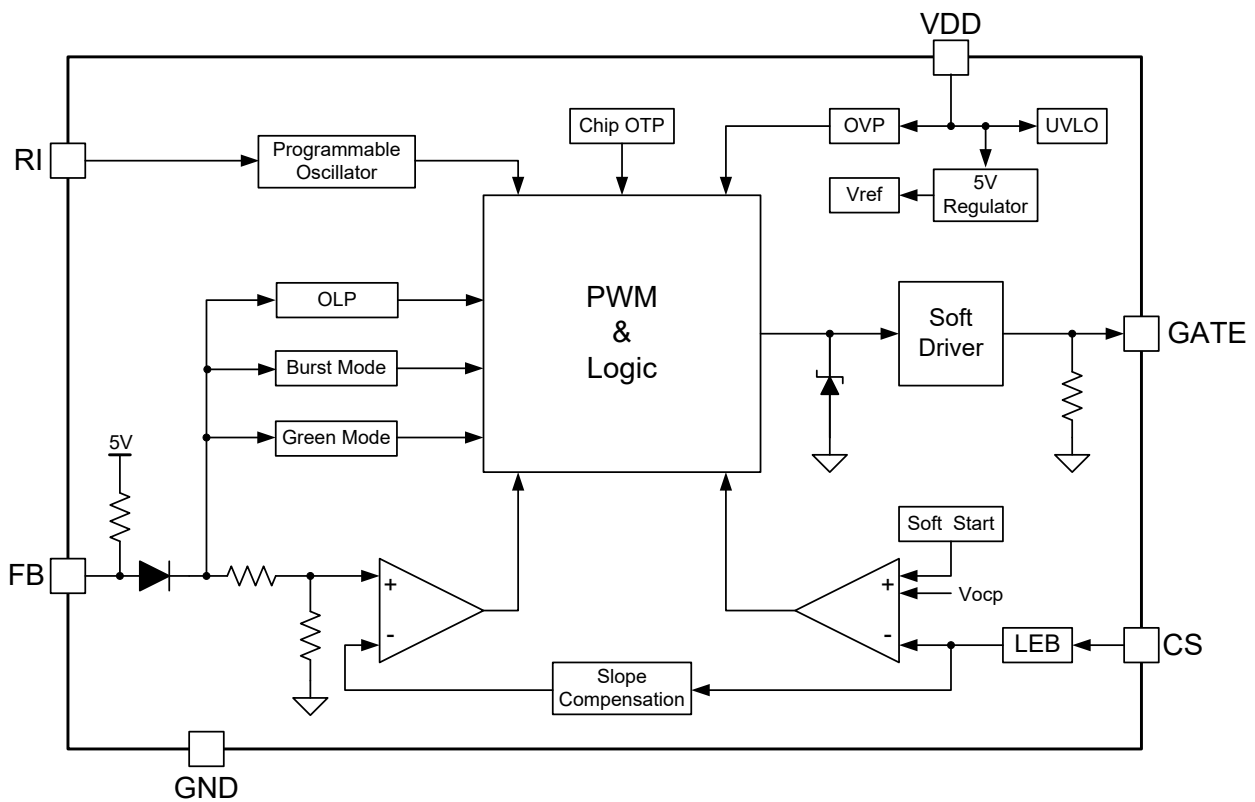 VDD
RI
Programmable
Oscillator
Chip OTP
OVP
UVLO
Vref
5V
Regulator
OLP
Burst Mode
Green Mode
PWM
&
Logic
Soft
Driver
GATE
5V
FB
+
-
Soft Start
+
-
Vocp
LEB
CS
Slope
Compensation
GND